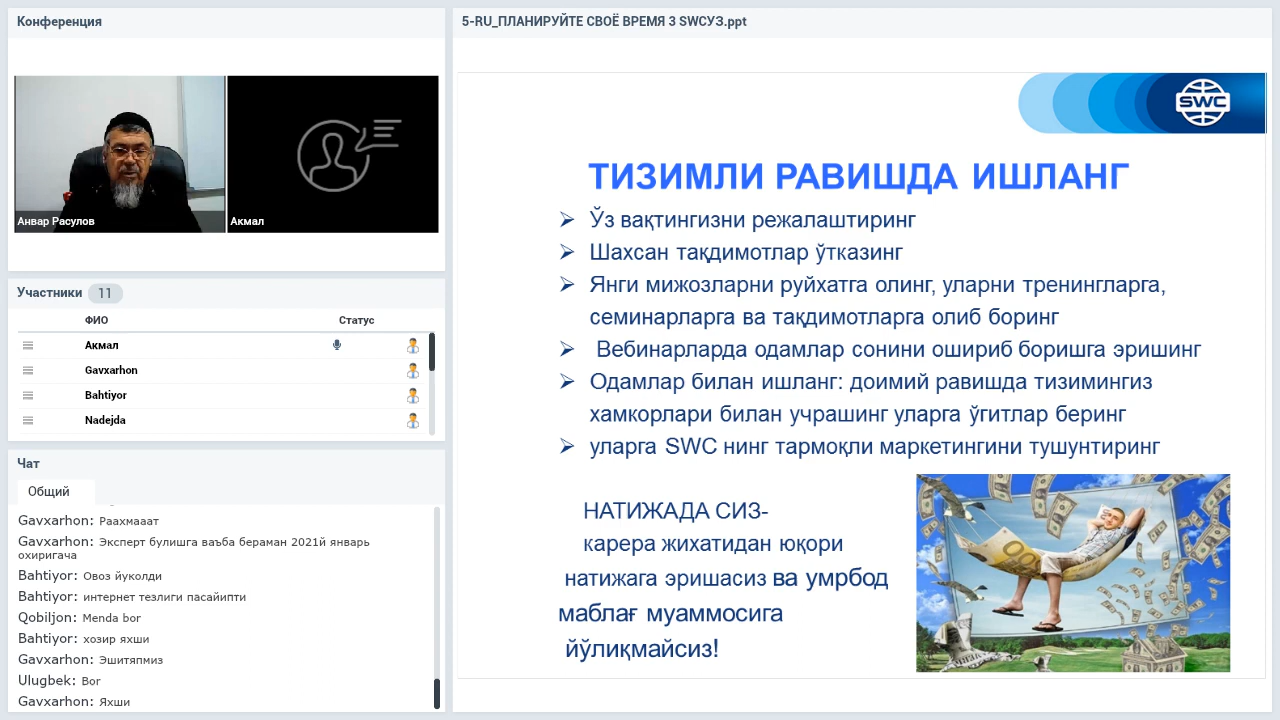 Конференция
Анвар Расулов
Акмал
Участники 11
ФИО Статус
Акмал
Gavxarhon
Bahtiyor
Nadejda
Чат
Общий
Gavxarhon: Раахмааат
Gavxarhon: Эксперт булишга ваъба бераман 2021й январь
охиригача
Bahtiyor: Овоз йуколди
Bahtiyor: интернет тезлиги пасайипти
Qobiljon: Menda bor
Bahtiyor: хозир яхши
Gavxarhon: Эшитяпмиз
Ulugbek: Bor
Gavxarhon: Яхши
5-RU_ПЛАНИРУЙТЕ СВОЁ ВРЕМЯ 3 SWCУЗ.ppt
SWC
ТИЗИМЛИ РАВИШДА ИШЛАНГ
Ўз вақтингизни режалаштиринг
Шахсан тақдимотлар ўтказинг
Янги мижозларни руйхатга олинг, уларни тренингларга,
семинарларга ва тақдимотларга олиб боринг
Вебинарларда одамлар сонини ошириб боришга эришинг
Одамлар билан ишланг: доимий равишда тизимингиз
хамкорлари билан учрашинг уларга ўгитлар беринг
уларга SWC нинг тармоқли маркетингини тушунтиринг
НАТИЖАДА СИЗ-
карера жихатидан юқори
натижага эришасиз ва умрбод
маблағ муаммосига
йўлиқмайсиз!